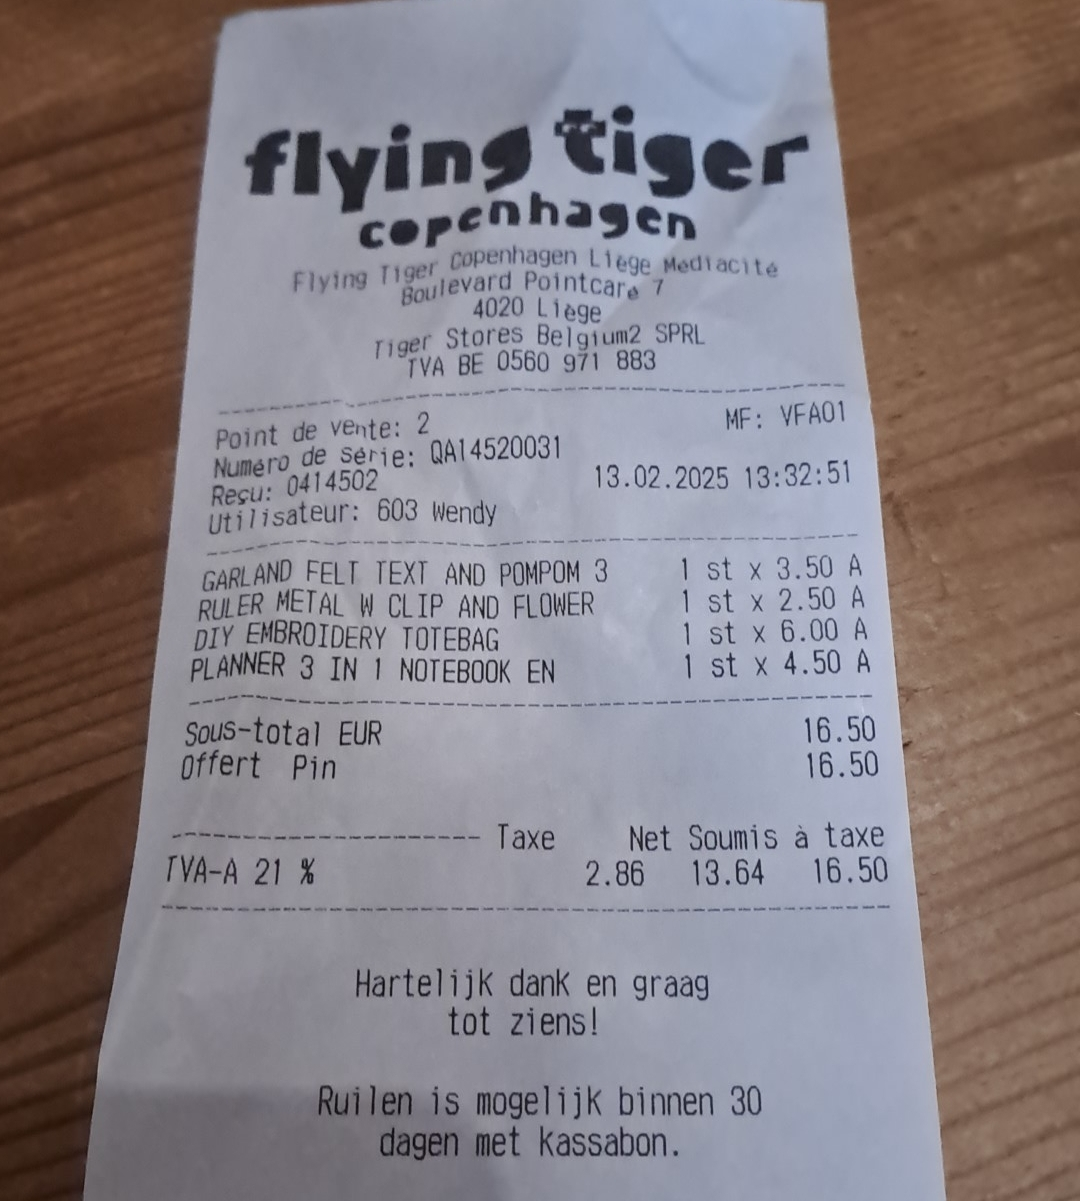 flying tiger
copenhagen
Flying Tiger Copenhagen Liège Médiacité
Boulevard Pointcaré 7
4020 Liège
Tiger Stores Belgium2 SPRL
TVA BE 0560 971 883
Point de vente: 2 MF: VFA01
Numéro de série: QA14520031
Reçu: 0414502 13.02.2025 13:32:51
Utilisateur: 603 Wendy
GARLAND FELT TEXT AND POMPOM 3 1 st x 3.50 A
RULER METAL W CLIP AND FLOWER 1 st x 2.50 A
DIY EMBROIDERY TOTEBAG 1 st x 6.00 A
PLANNER 3 IN 1 NOTEBOOK EN 1 st x 4.50 A
Sous-total EUR 16.50
Offert Pin 16.50
Taxe Net Soumis à taxe
TVA-A 21 % 2.86 13.64 16.50
Hartelijk dank en graag
tot ziens!
Ruilen is mogelijk binnen 30
dagen met kassabon.